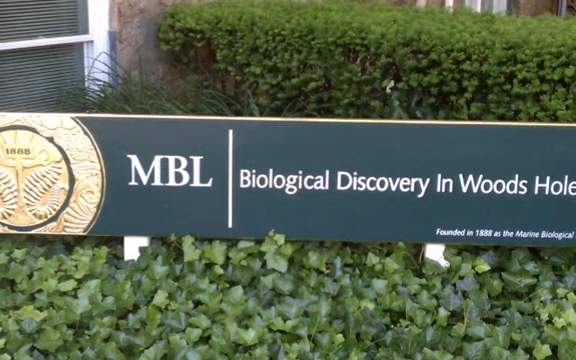 1888
MBL
Biological Discovery In Woods Hole
Founded in 1888 as the Marine Biological